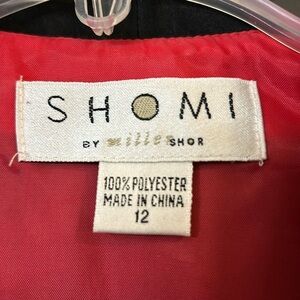 SHOMI
BY miller SHOR
100% POLYESTER
MADE IN CHINA
12